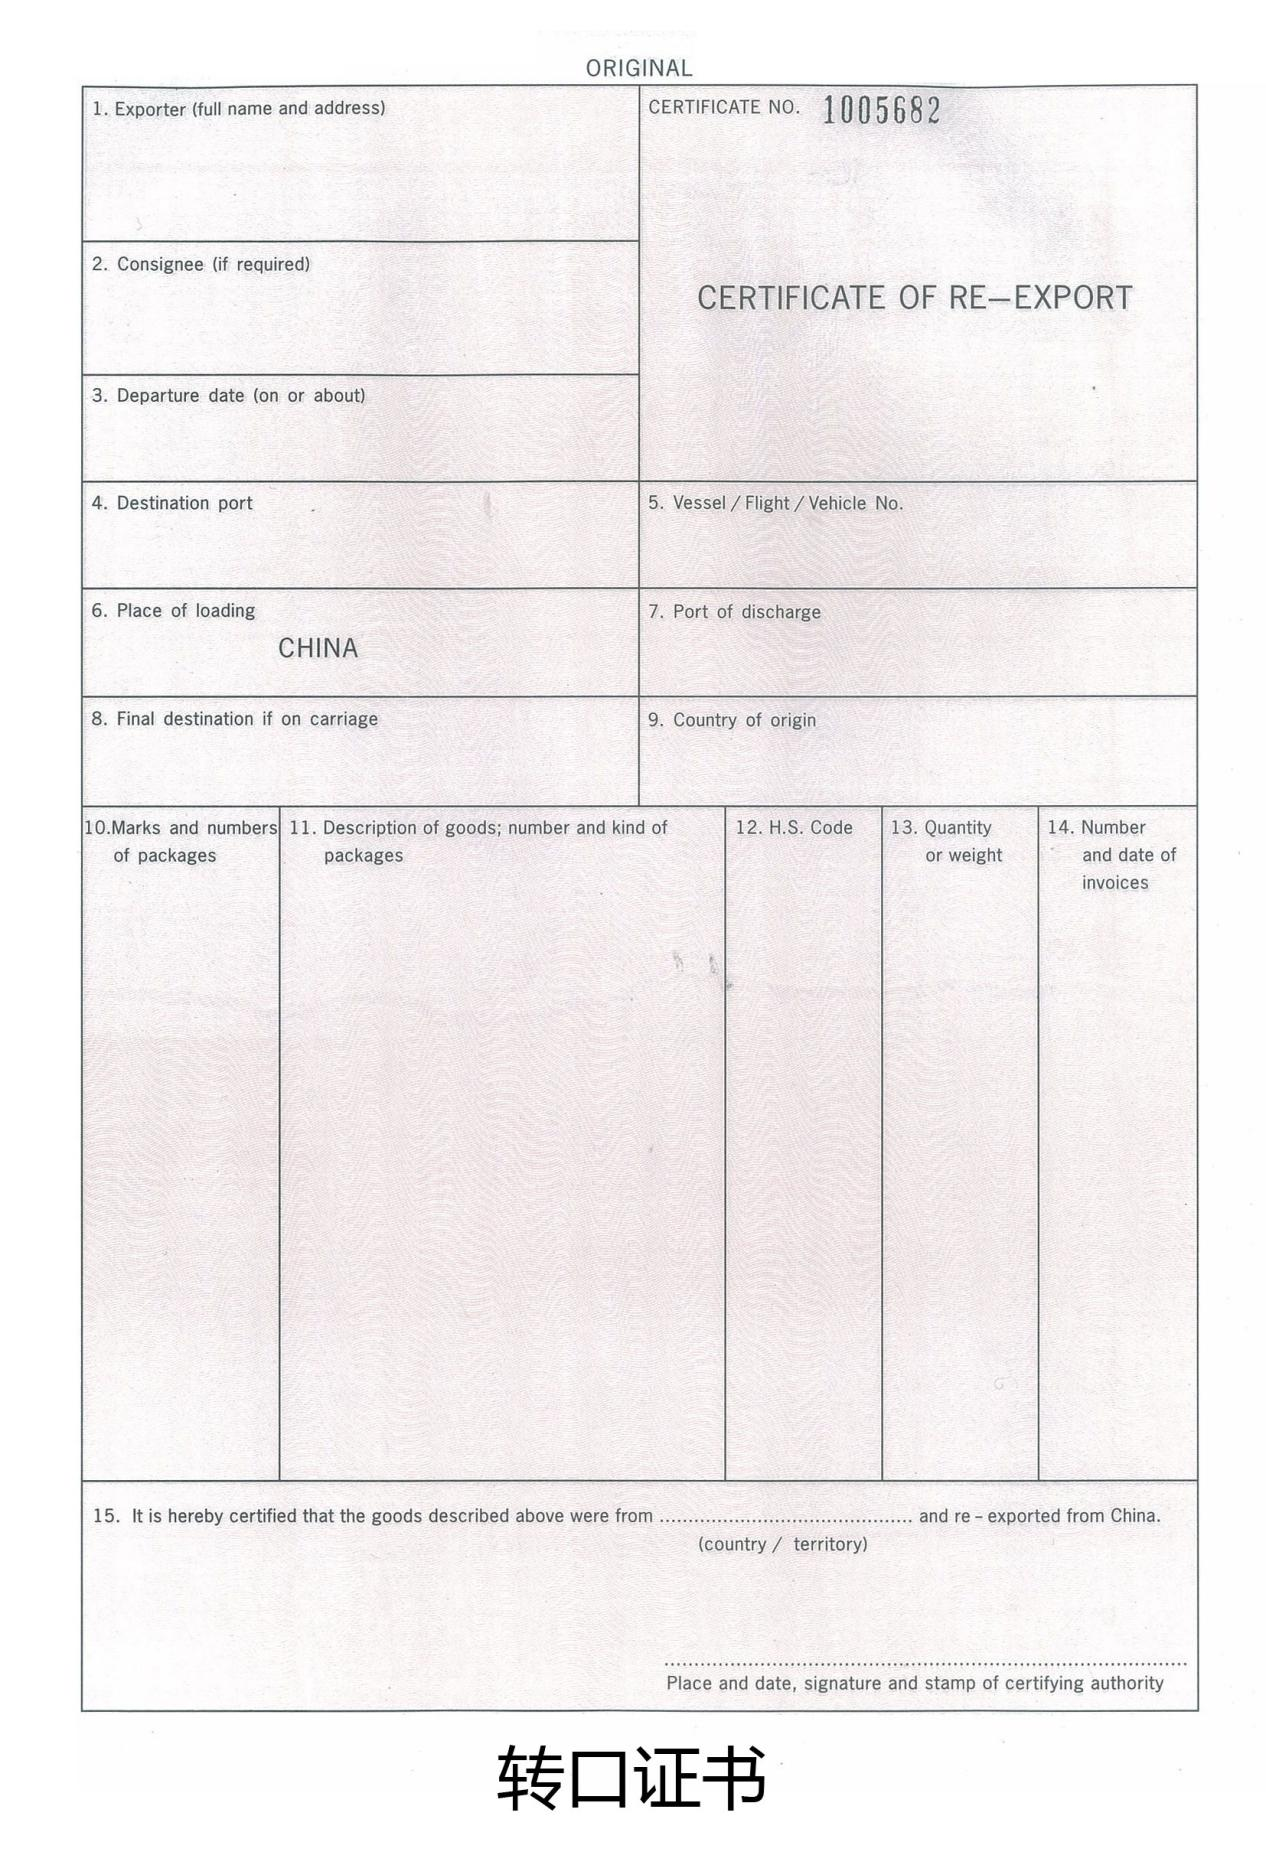 ORIGINAL
1. Exporter (full name and address)
CERTIFICATE NO. 1005682
CERTIFICATE OF RE—EXPORT
2. Consignee (if required)
3. Departure date (on or about)
4. Destination port
5. Vessel / Flight / Vehicle No.
6. Place of loading
CHINA
7. Port of discharge
8. Final destination if on carriage
9. Country of origin
10.Marks and numbers
of packages
11. Description of goods; number and kind of
packages
12. H.S. Code
13. Quantity
or weight
14. Number
and date of
invoices
15. It is hereby certified that the goods described above were from .......................................... and re – exported from China.
(country / territory)
Place and date, signature and stamp of certifying authority
转口证书